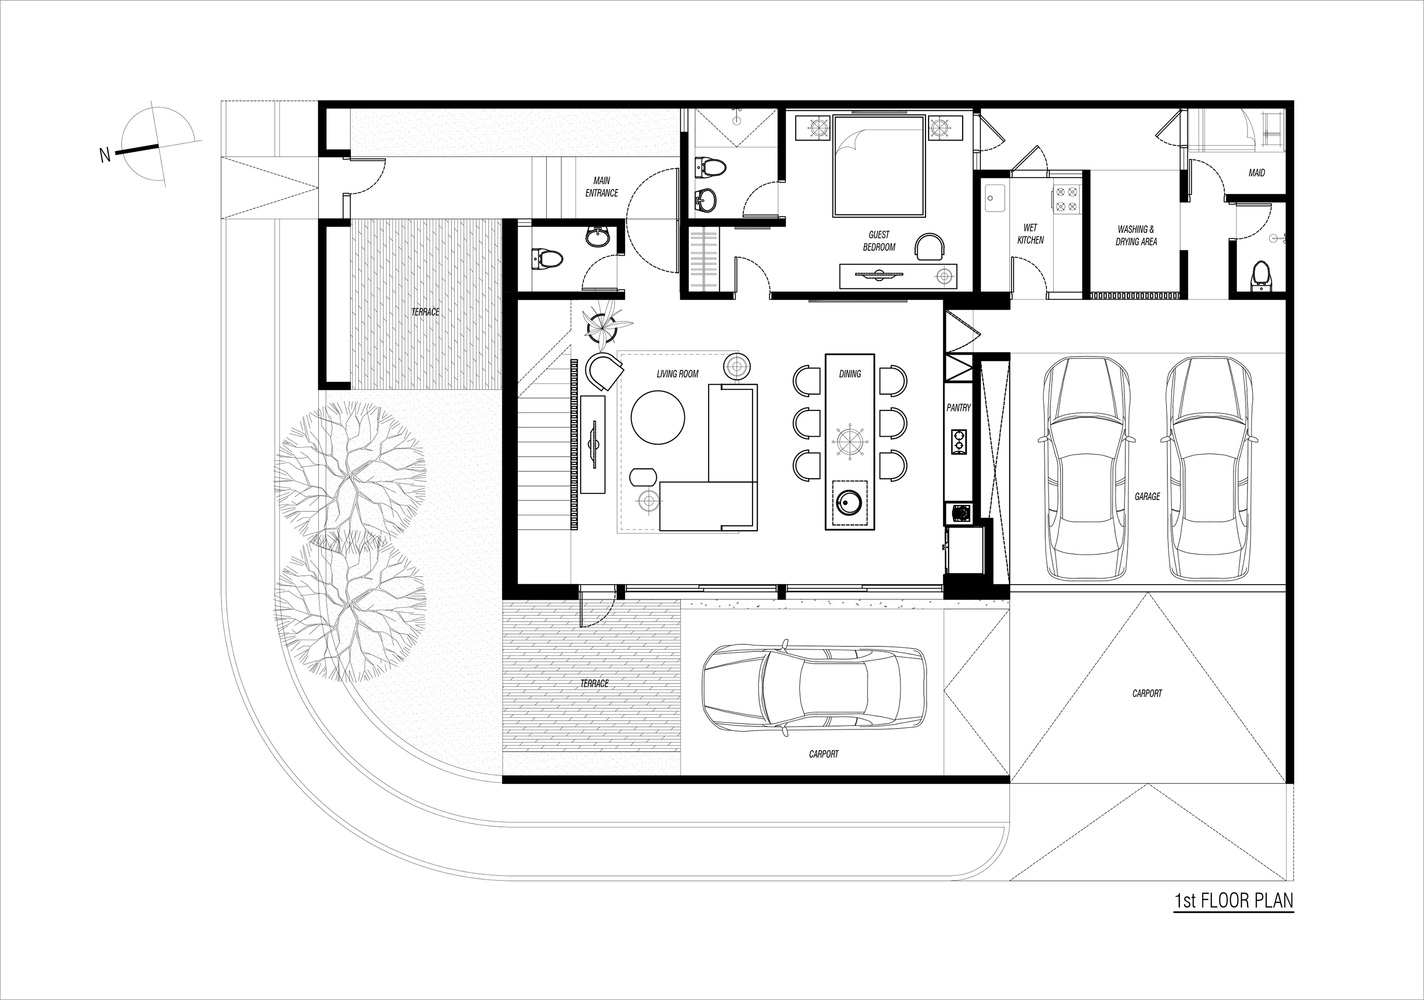 N
MAIN
ENTRANCE
MAID
GUEST
BEDROOM
WET
KITCHEN
WASHING &
DRYING AREA
TERRACE
LIVING ROOM
DINING
PANTRY
GARAGE
TERRACE
CARPORT
CARPORT
1st FLOOR PLAN